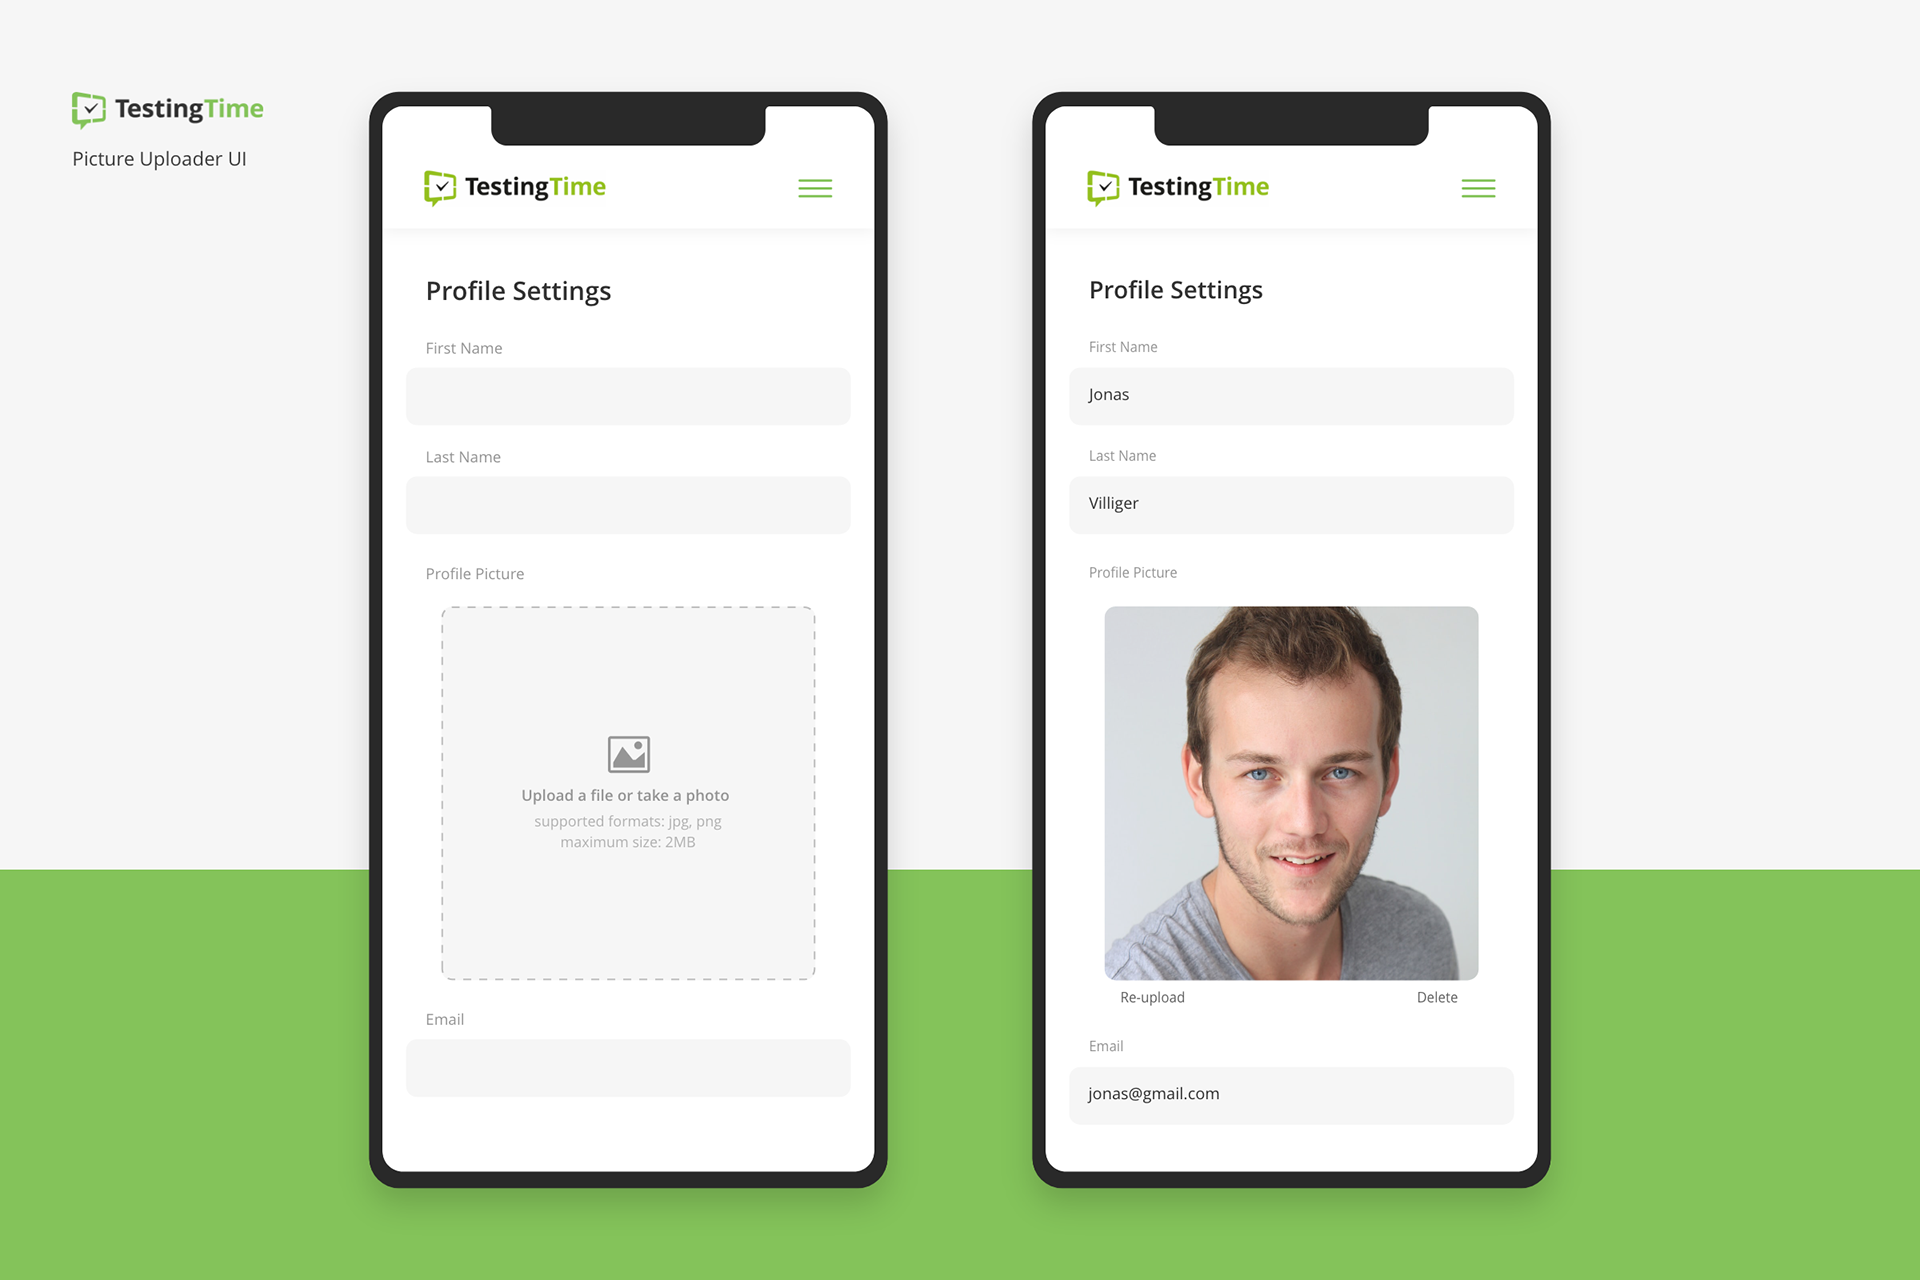 TestingTime
Picture Uploader UI
TestingTime
Profile Settings
First Name
Last Name
Profile Picture
Upload a file or take a photo
supported formats: jpg, png
maximum size: 2MB
Email
TestingTime
Profile Settings
First Name
Jonas
Last Name
Villiger
Profile Picture
Re-upload
Delete
Email
jonas@gmail.com